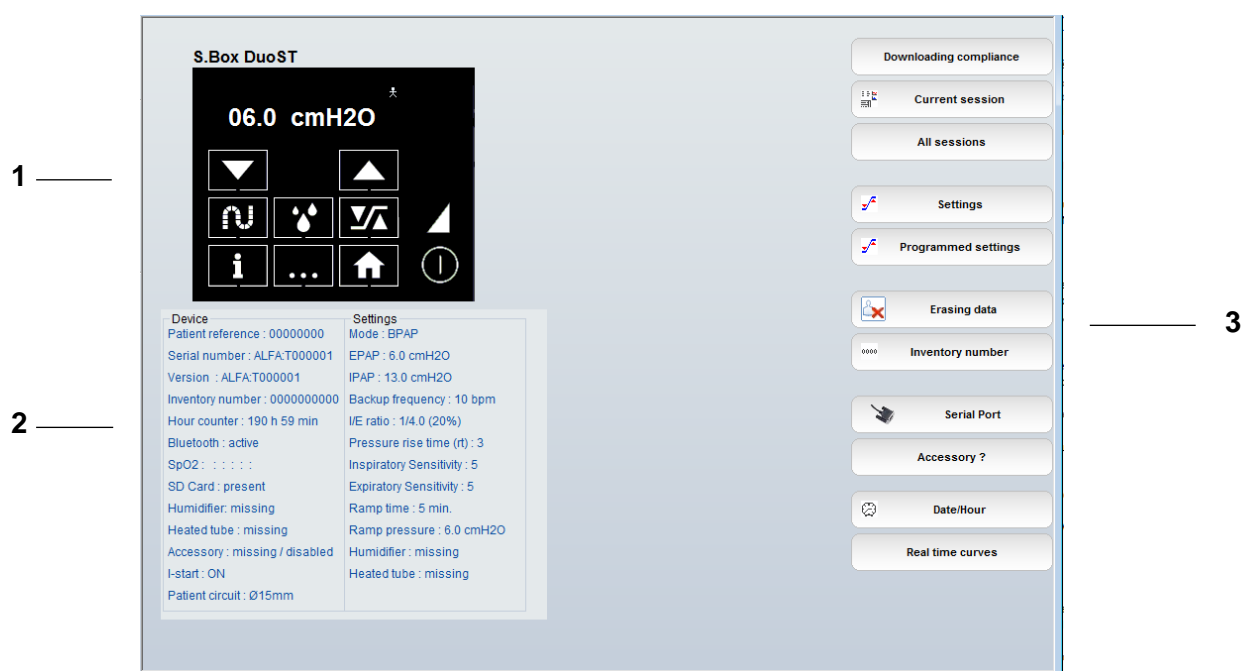 S.Box DuoST
06.0 cmH2O
Device
Patient reference : 00000000
Serial number : ALFA:T000001
Version : ALFA:T000001
Inventory number : 0000000000
Hour counter : 190 h 59 min
Bluetooth : active
SpO2 : : : : : :
SD Card : present
Humidifier: missing
Heated tube : missing
Accessory : missing / disabled
I-start : ON
Patient circuit : Ø15mm
Settings
Mode : BPAP
EPAP : 6.0 cmH2O
IPAP : 13.0 cmH2O
Backup frequency : 10 bpm
I/E ratio : 1/4.0 (20%)
Pressure rise time (rt) : 3
Inspiratory Sensitivity : 5
Expiratory Sensitivity : 5
Ramp time : 5 min.
Ramp pressure : 6.0 cmH2O
Humidifier : missing
Heated tube : missing
Downloading compliance
Current session
All sessions
Settings
Programmed settings
Erasing data
0000 Inventory number
Serial Port
Accessory ?
Date/Hour
Real time curves
1
2
3